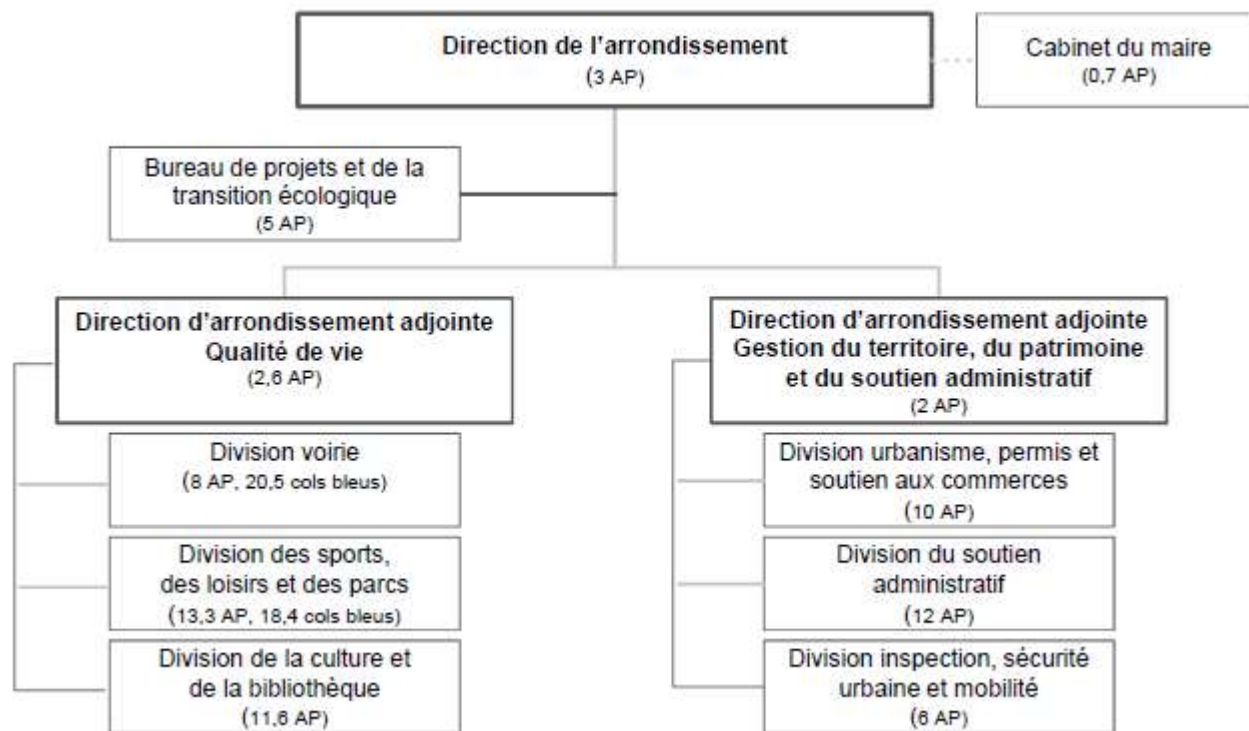 Direction de l'arrondissement
(3 AP)
Cabinet du maire
(0,7 AP)
Bureau de projets et de la
transition écologique
(5 AP)
Direction d'arrondissement adjointe
Qualité de vie
(2,6 AP)
Division voirie
(8 AP, 20,5 cols bleus)
Division des sports,
des loisirs et des parcs
(13,3 AP, 18,4 cols bleus)
Division de la culture et
de la bibliothèque
(11,6 AP)
Direction d'arrondissement adjointe
Gestion du territoire, du patrimoine
et du soutien administratif
(2 AP)
Division urbanisme, permis et
soutien aux commerces
(10 AP)
Division du soutien
administratif
(12 AP)
Division inspection, sécurité
urbaine et mobilité
(6 AP)